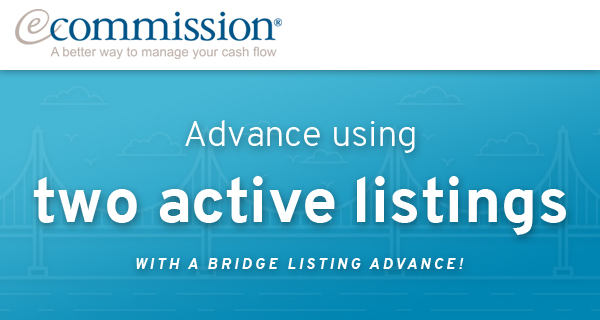 ecommission®
A better way to manage your cash flow
Advance using
two active listings
WITH A BRIDGE LISTING ADVANCE!